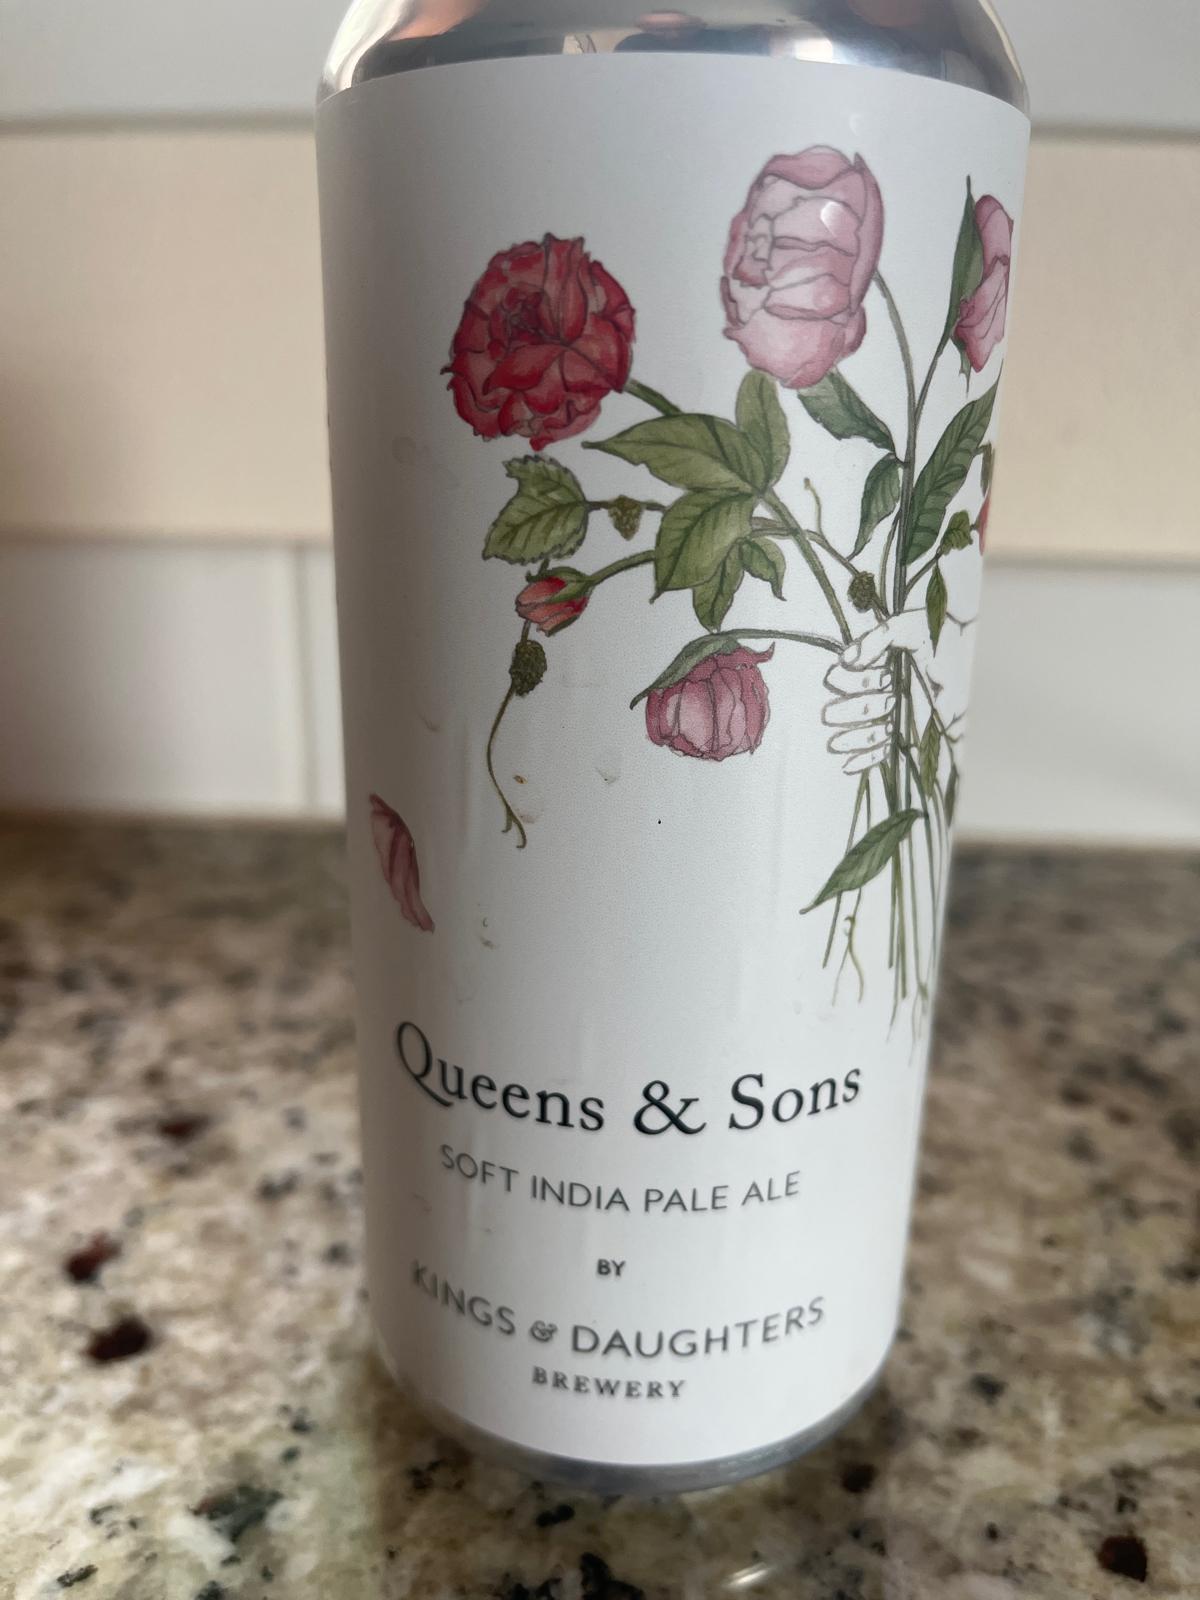 Queens & Sons
SOFT INDIA PALE ALE
BY
KINGS & DAUGHTERS
BREWERY